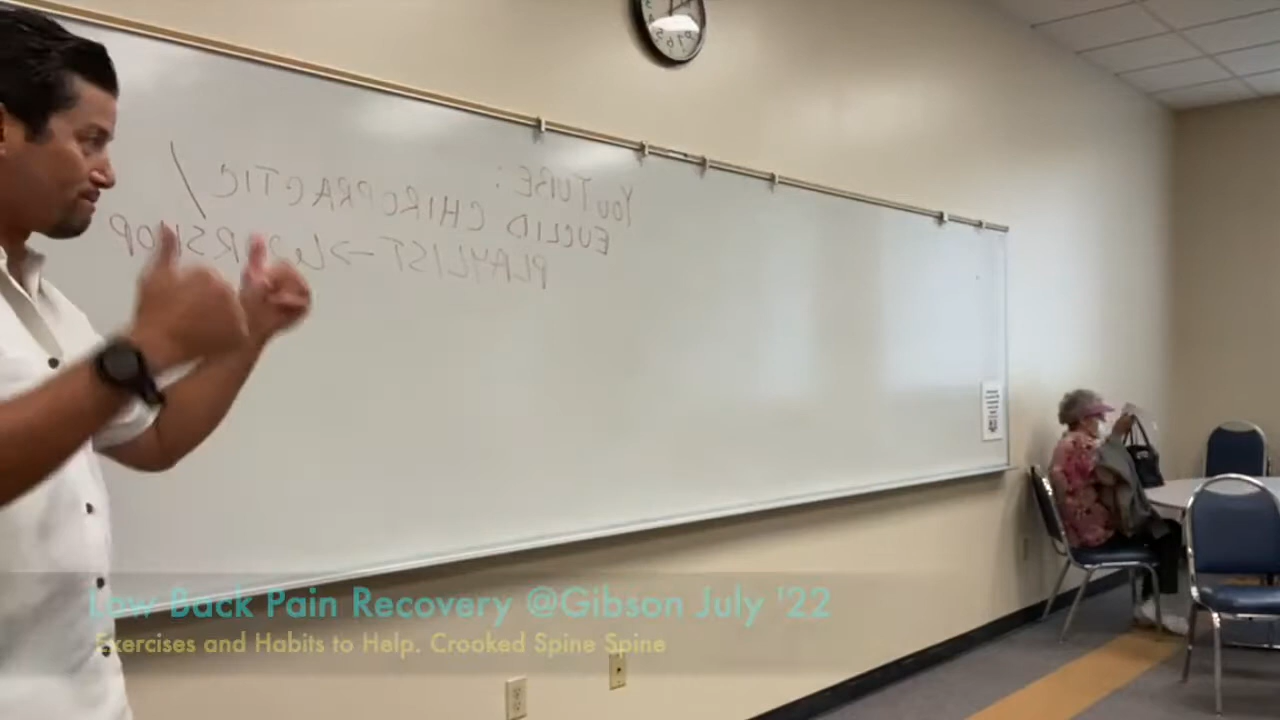 YOUTUBE:
EUCLID CHIROPRACTIC /
PLAYLIST -> WORKSHOP
Low Back Pain Recovery @Gibson July '22
Exercises and Habits to Help. Crooked Spine Spine